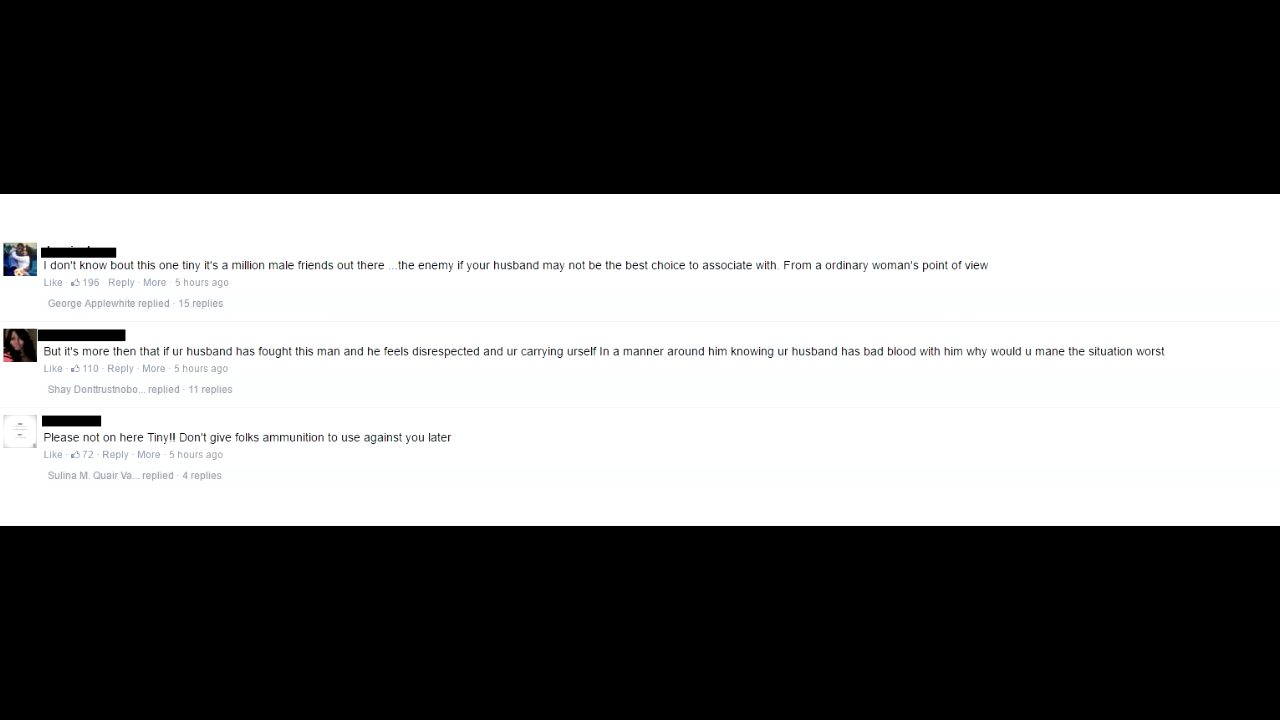 I don't know bout this one tiny it's a million male friends out there ...the enemy if your husband may not be the best choice to associate with. From a ordinary woman's point of view
Like · 196 · Reply · More · 5 hours ago
George Applewhite replied · 15 replies
But it's more then that if ur husband has fought this man and he feels disrespected and ur carrying urself In a manner around him knowing ur husband has bad blood with him why would u mane the situation worst
Like · 110 · Reply · More · 5 hours ago
Shay Donttrustnobo... replied · 11 replies
Please not on here Tiny!! Don't give folks ammunition to use against you later
Like · 72 · Reply · More · 5 hours ago
Sulina M. Quair Va... replied · 4 replies